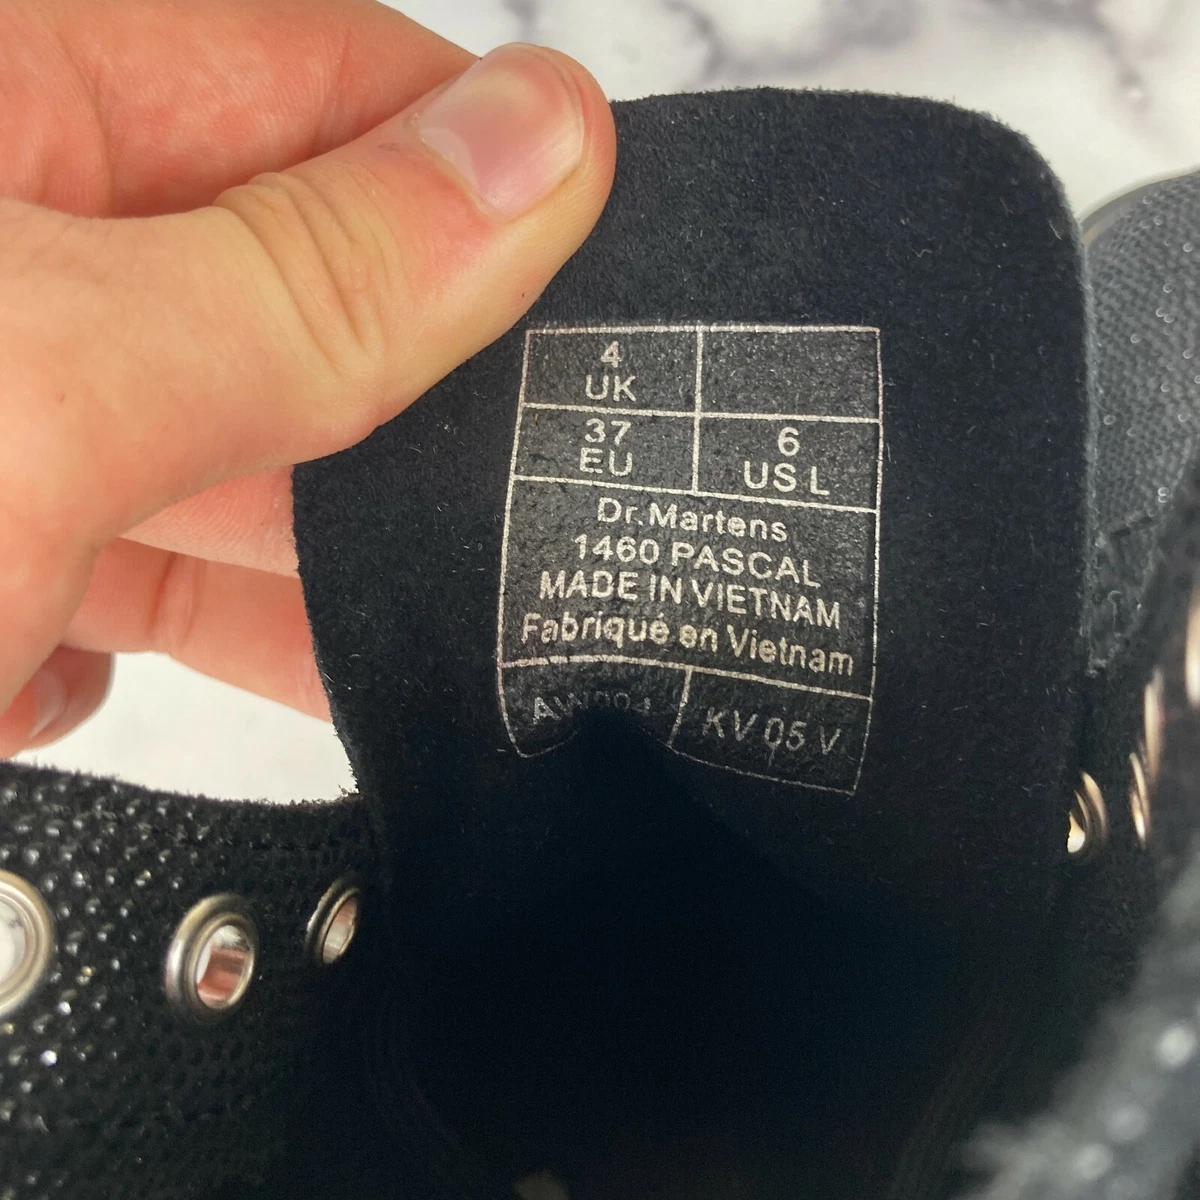 4
UK
37
EU
6
US L
Dr. Martens
1460 PASCAL
MADE IN VIETNAM
Fabriqué en Vietnam
KV 05 V